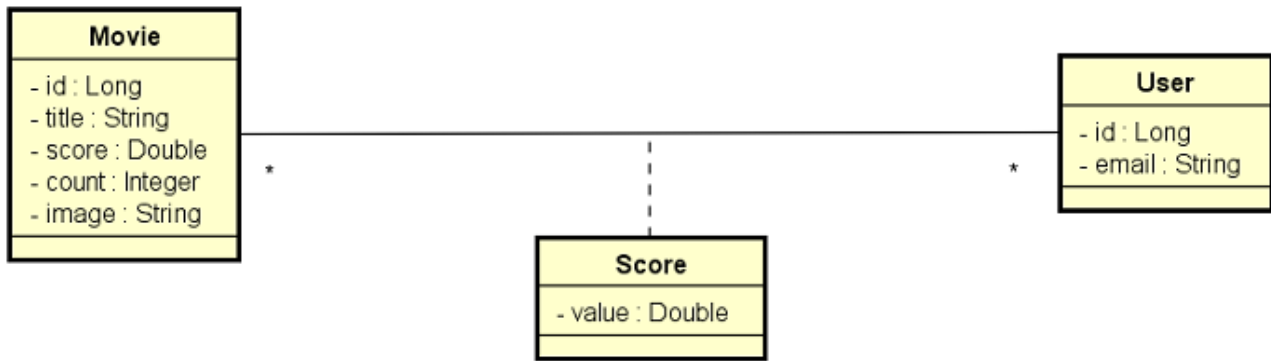 Movie
- id : Long
- title : String
- score : Double
- count : Integer
- image : String
*
*
User
- id : Long
- email : String
Score
- value : Double